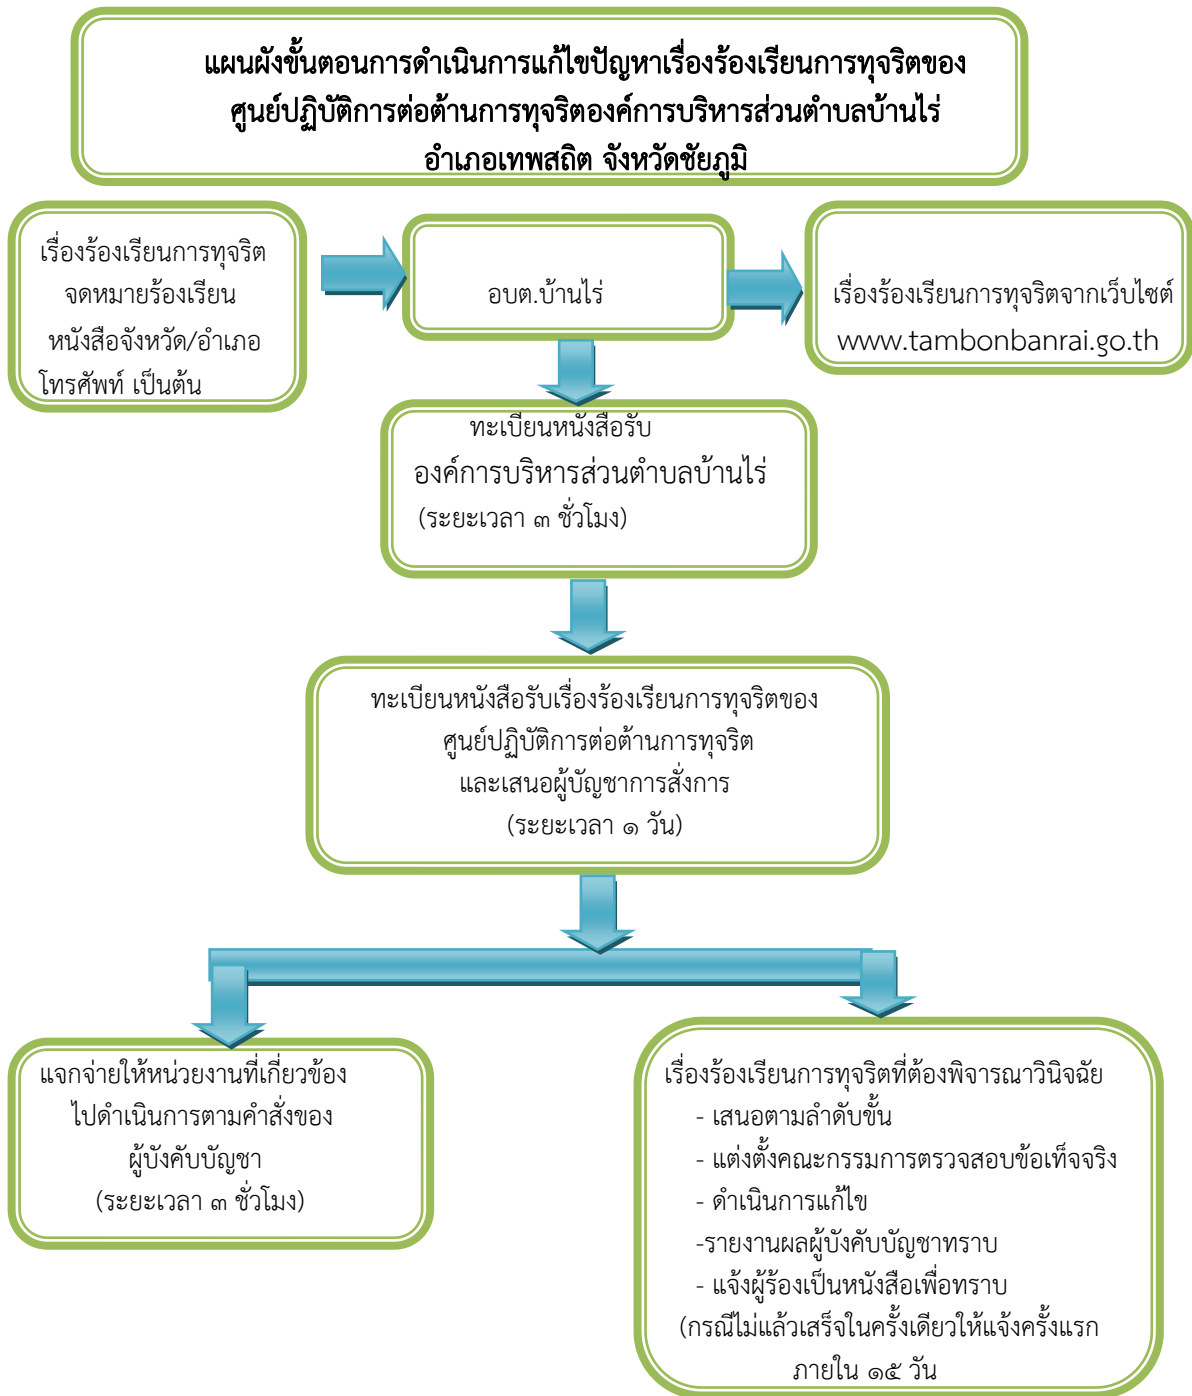 แผนผังขั้นตอนการดำเนินการแก้ไขปัญหาเรื่องร้องเรียนการทุจริตของ
ศูนย์ปฏิบัติการต่อต้านการทุจริตองค์การบริหารส่วนตำบลบ้านไร่
อำเภอเทพสถิต จังหวัดชัยภูมิ
เรื่องร้องเรียนการทุจริต
จดหมายร้องเรียน
หนังสือจังหวัด/อำเภอ
โทรศัพท์ เป็นต้น
อบต.บ้านไร่
เรื่องร้องเรียนการทุจริตจากเว็บไซต์
www.tambonbanrai.go.th
ทะเบียนหนังสือรับ
องค์การบริหารส่วนตำบลบ้านไร่
(ระยะเวลา ๓ ชั่วโมง)
ทะเบียนหนังสือรับเรื่องร้องเรียนการทุจริตของ
ศูนย์ปฏิบัติการต่อต้านการทุจริต
และเสนอผู้บัญชาการสั่งการ
(ระยะเวลา ๑ วัน)
แจกจ่ายให้หน่วยงานที่เกี่ยวข้อง
ไปดำเนินการตามคำสั่งของ
ผู้บังคับบัญชา
(ระยะเวลา ๓ ชั่วโมง)
เรื่องร้องเรียนการทุจริตที่ต้องพิจารณาวินิจฉัย
- เสนอตามลำดับขั้น
- แต่งตั้งคณะกรรมการตรวจสอบข้อเท็จจริง
- ดำเนินการแก้ไข
-รายงานผลผู้บังคับบัญชาทราบ
- แจ้งผู้ร้องเป็นหนังสือเพื่อทราบ
(กรณีไม่แล้วเสร็จในครั้งเดียวให้แจ้งครั้งแรก
ภายใน ๑๕ วัน